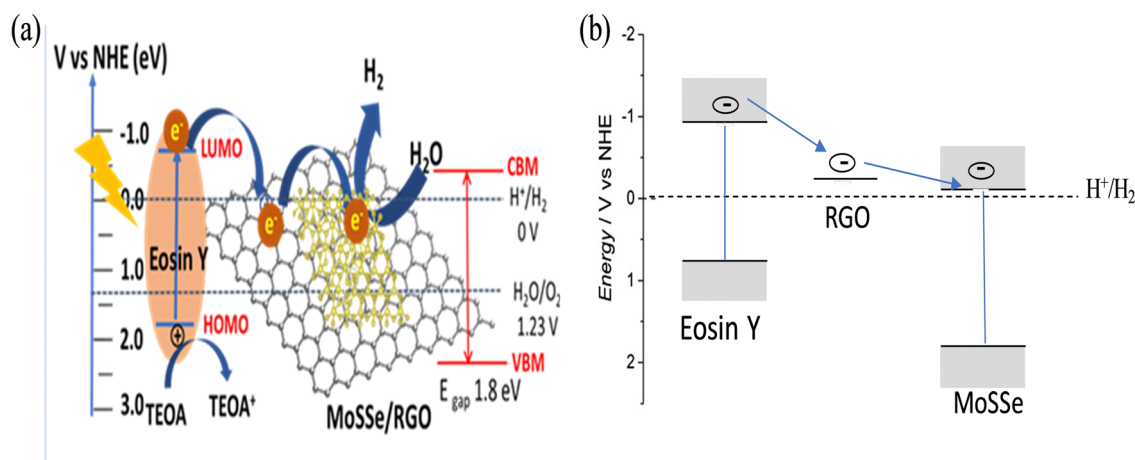 (a)
V vs NHE (eV)
-1.0
0.0
1.0
2.0
3.0
e-
LUMO
Eosin Y
HOMO
+
TEOA
TEOA+
e-
e-
H2
H2O
CBM
H+/H2
0 V
H2O/O2
1.23 V
VBM
E gap 1.8 eV
MoSSe/RGO
(b)
Energy / V vs NHE
-2
-1
0
1
2
-
-
-
Eosin Y
RGO
MoSSe
H+/H2